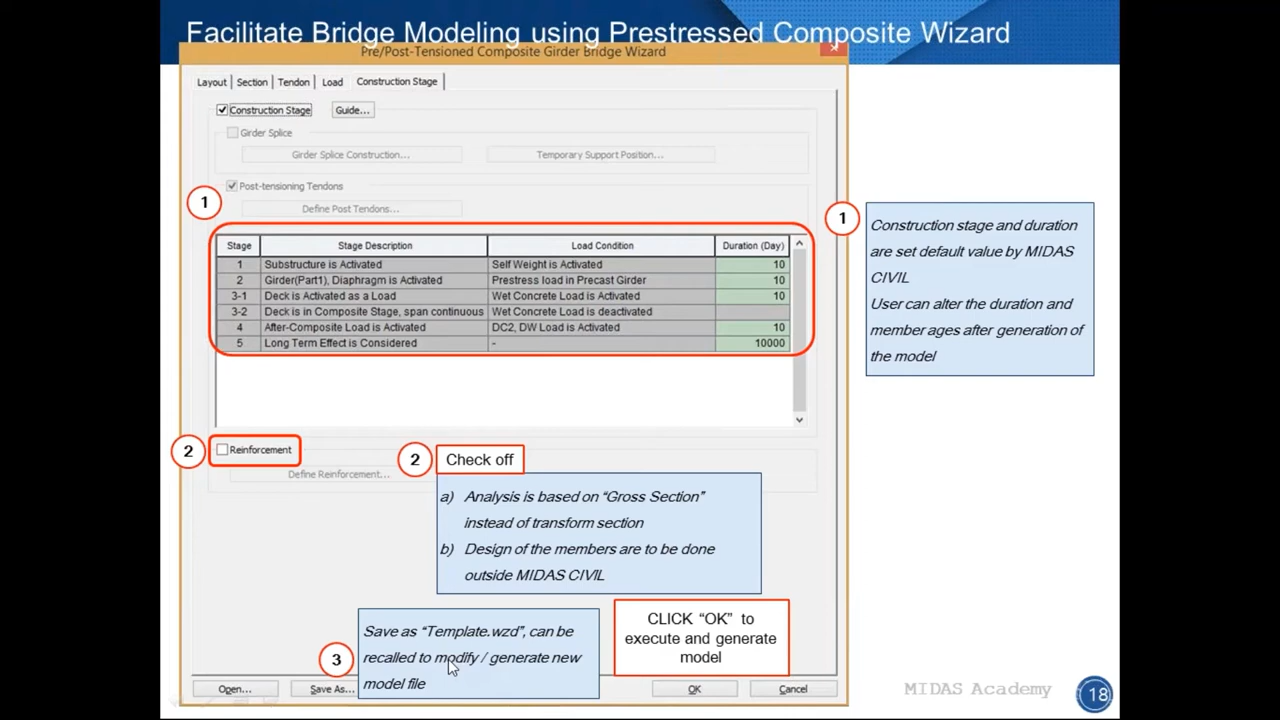 Facilitate Bridge Modeling using Prestressed Composite Wizard
Pre/Post-Tensioned Composite Girder Bridge Wizard
Layout Section Tendon Load Construction Stage
Construction Stage Guide...
Girder Splice
Girder Splice Construction... Temporary Support Position...
Post-tensioning Tendons
1
Define Post Tendons...
Stage Stage Description Load Condition Duration (Day)
1 Substructure is Activated Self Weight is Activated 10
2 Girder(Part1), Diaphragm is Activated Prestress load in Precast Girder 10
3-1 Deck is Activated as a Load Wet Concrete Load is Activated 10
3-2 Deck is in Composite Stage, span continuous Wet Concrete Load is deactivated
4 After-Composite Load is Activated DC2, DW Load is Activated 10
5 Long Term Effect is Considered - 10000
1
Construction stage and duration
are set default value by MIDAS
CIVIL
User can alter the duration and
member ages after generation of
the model
2 Reinforcement
Define Reinforcement...
2 Check off
a) Analysis is based on “Gross Section”
instead of transform section
b) Design of the members are to be done
outside MIDAS CIVIL
3
Save as “Template.wzd”, can be
recalled to modify / generate new
model file
CLICK “OK” to
execute and generate
model
Open... Save As... OK Cancel
MIDAS Academy 18